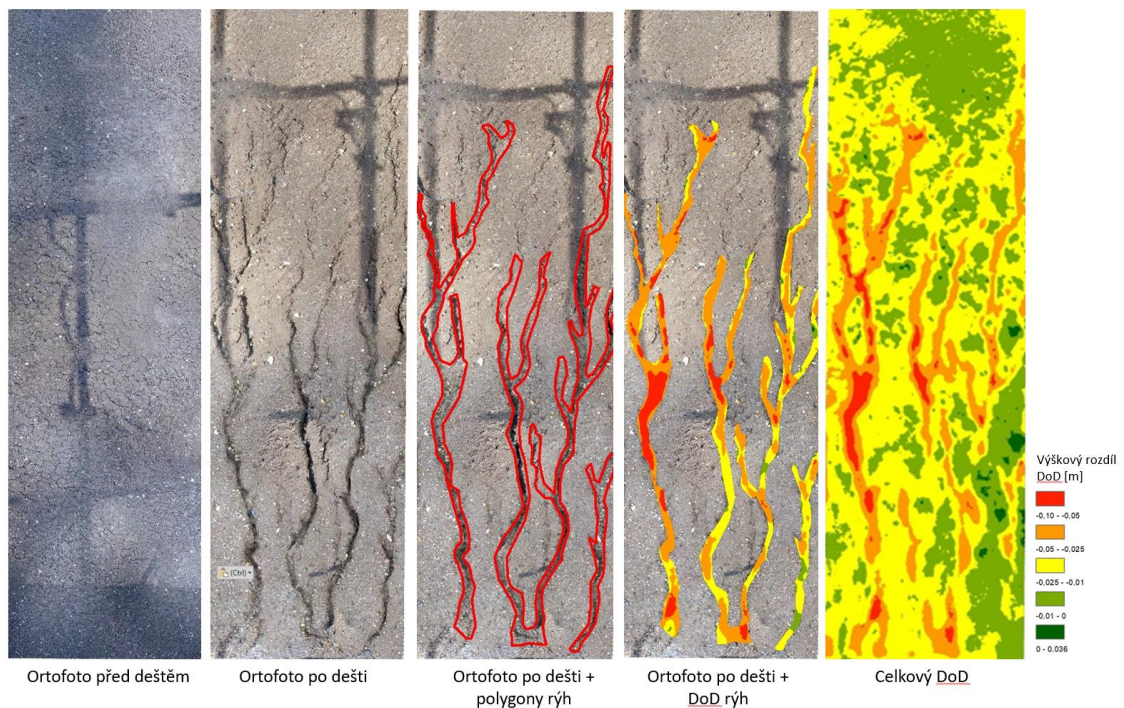 (Ctrl)
Výškový rozdíl
DoD [m]
-0,10 - -0,05
-0,05 - -0,025
-0,025 - -0,01
-0,01 - 0
0 - 0,036
Ortofoto před deštěm
Ortofoto po dešti
Ortofoto po dešti +
polygony rýh
Ortofoto po dešti +
DoD rýh
Celkový DoD